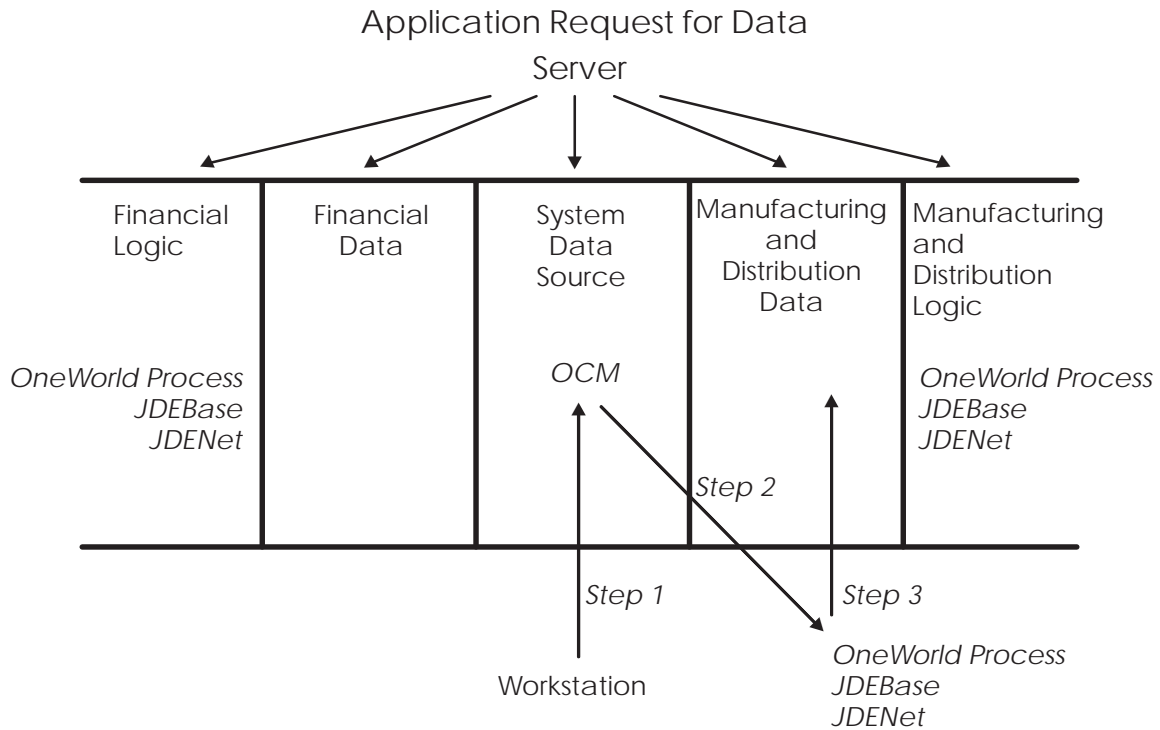 Application Request for Data
Server
Financial
Logic
Financial
Data
System
Data
Source
Manufacturing
and
Distribution
Data
Manufacturing
and
Distribution
Logic
OneWorld Process
JDEBase
JDENet
OCM
OneWorld Process
JDEBase
JDENet
Step 2
Step 1
Step 3
Workstation
OneWorld Process
JDEBase
JDENet